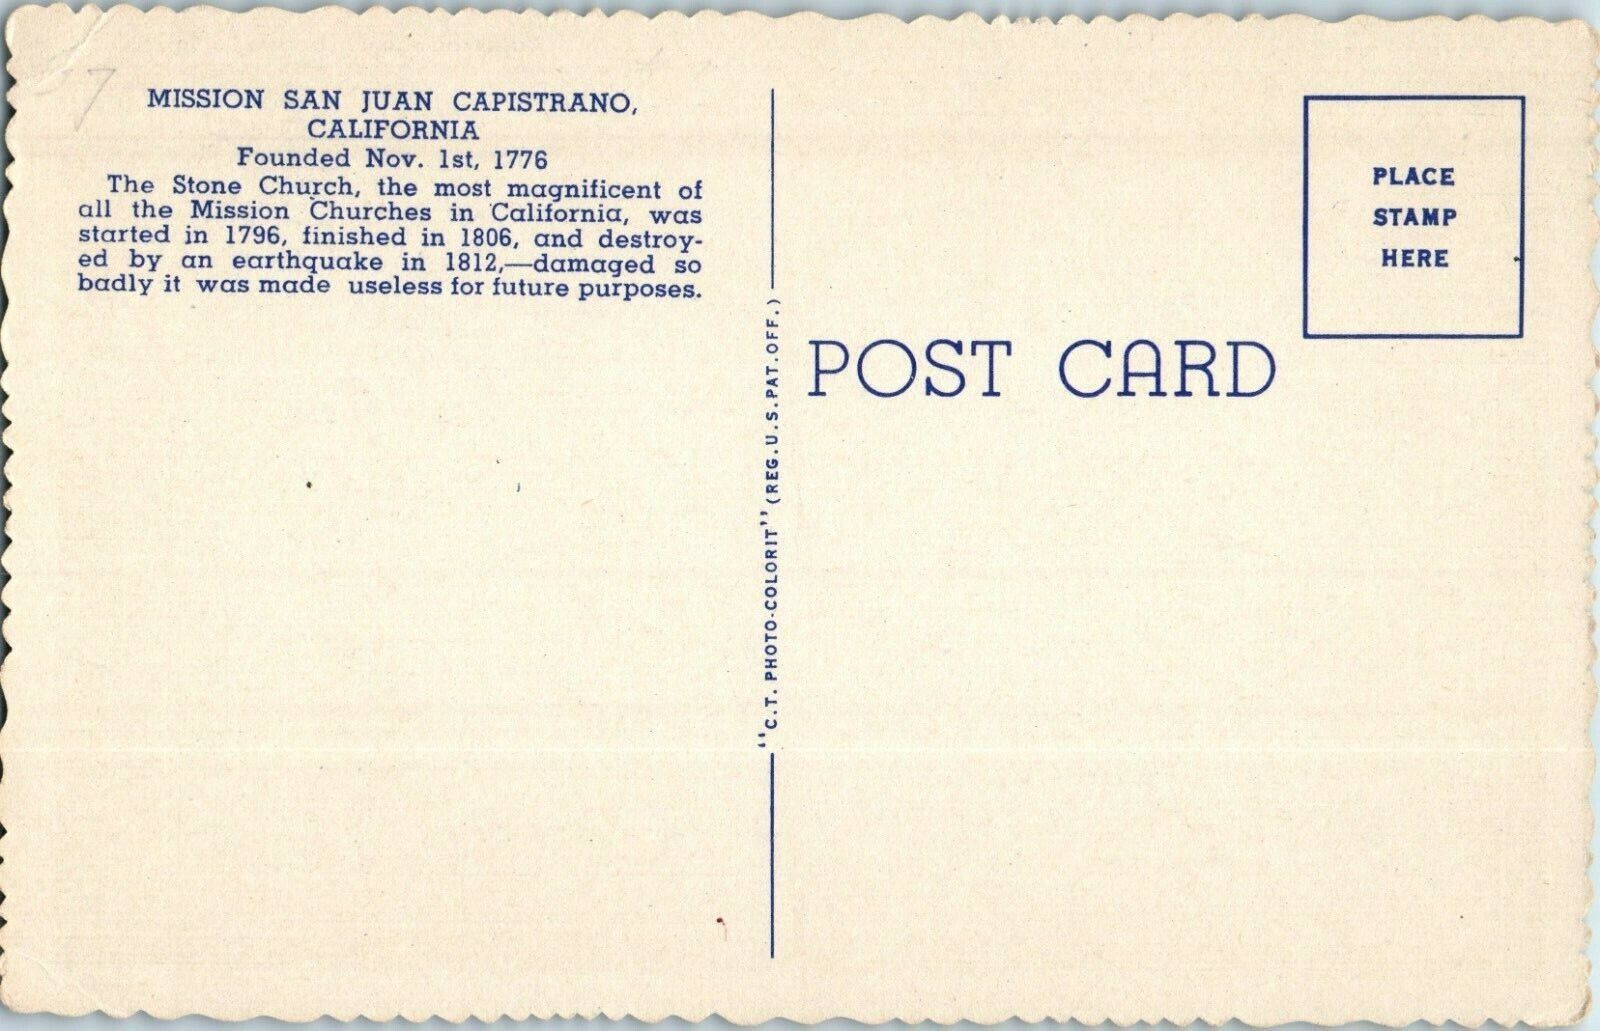 7
MISSION SAN JUAN CAPISTRANO,
CALIFORNIA
Founded Nov. 1st, 1776
The Stone Church, the most magnificent of
all the Mission Churches in California, was
started in 1796, finished in 1806, and destroy-
ed by an earthquake in 1812,—damaged so
badly it was made useless for future purposes.
"C.T. PHOTO-COLORIT" (REG. U.S. PAT. OFF.)
POST CARD
PLACE
STAMP
HERE